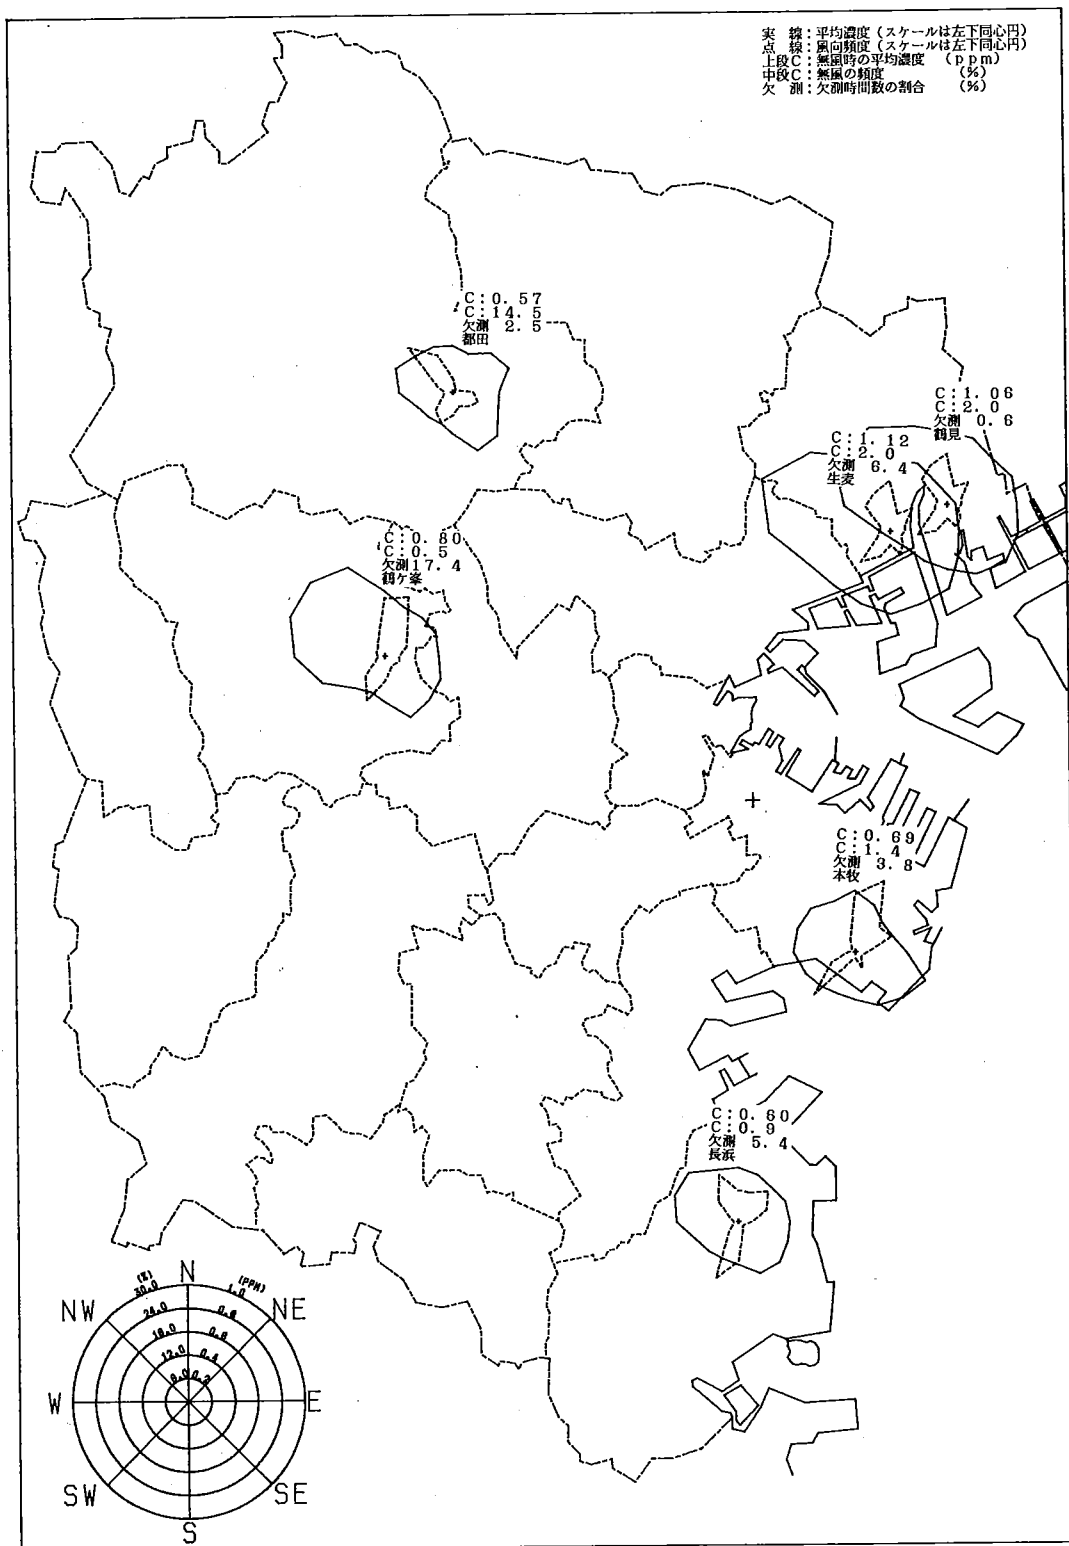 実　線：平均濃度（スケールは左下同心円）
点　線：風向頻度（スケールは左下同心円）
上段C：無風時の平均濃度　（ppm）
中段C：無風の頻度　（%）
欠　測：欠測時間数の割合　（%）
C：0.57
C：14.5
欠測 2.5
都田
C：1.06
C：2.0
欠測 0.6
鶴見
C：1.12
C：2.0
欠測 6.4
生麦
C：0.80
C：0.5
欠測17.4
鶴ケ峯
C：0.69
C：1.4
欠測 3.8
本牧
C：0.60
C：0.9
欠測 5.4
長浜
(%) N (PPM)
30.0 1.0
NW NE
24.0
18.0
12.0 0.4
0.2
W E
SW SE
S